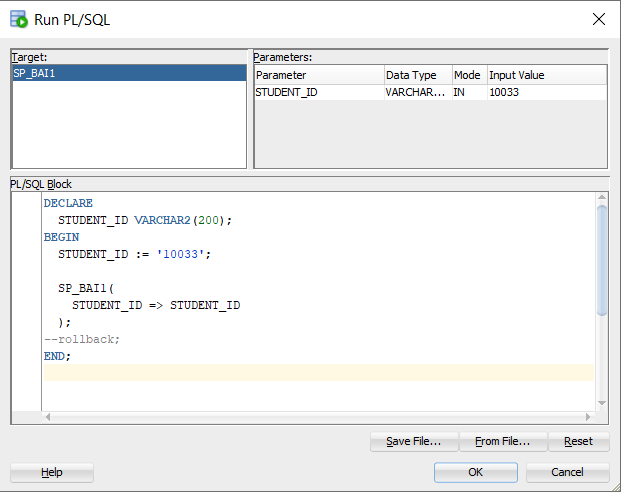 Run PL/SQL
Target:
SP_BAI1
Parameters:
Parameter Data Type Mode Input Value
STUDENT_ID VARCHAR... IN 10033
PL/SQL Block
DECLARE
STUDENT_ID VARCHAR2(200);
BEGIN
STUDENT_ID := '10033';
SP_BAI1(
STUDENT_ID => STUDENT_ID
);
--rollback;
END;
Save File... From File... Reset
Help OK Cancel